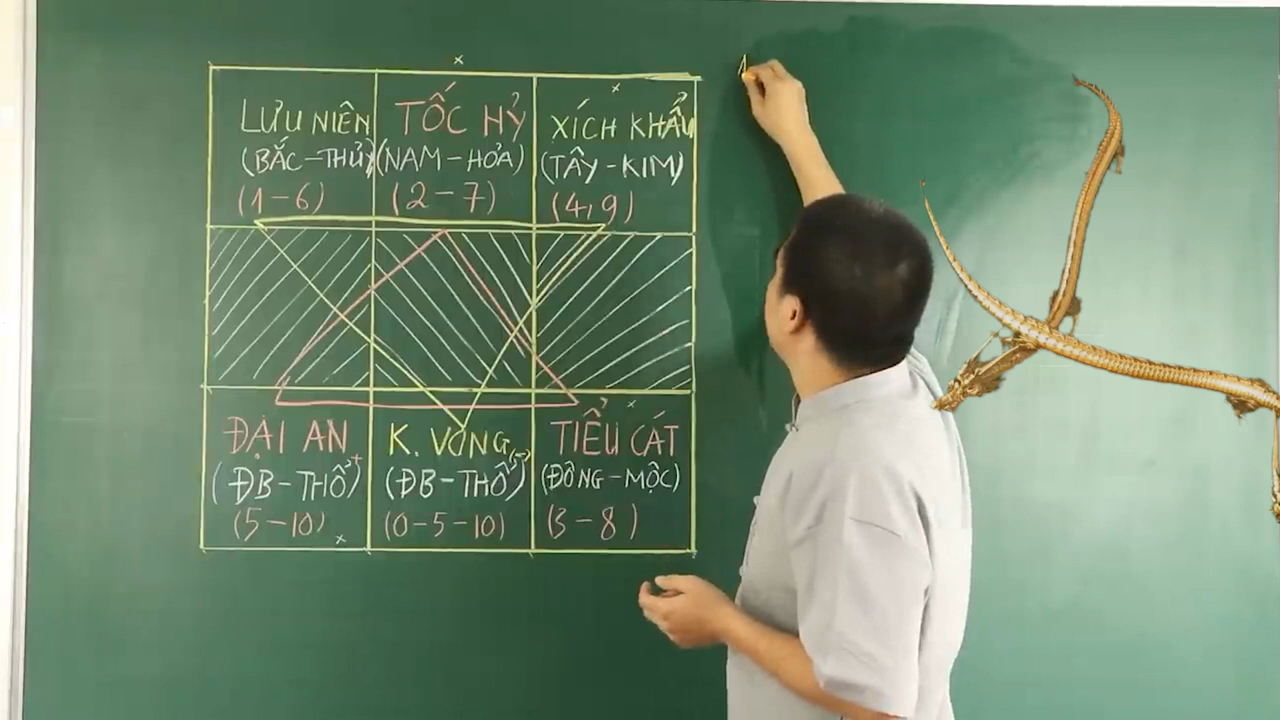 LƯU NIÊN
(BẮC-THỦY)
(1-6)
TỐC HỶ
(NAM-HỎA)
(2-7)
XÍCH KHẨU
(TÂY-KIM)
(4,9)
ĐẠI AN +
(ĐB-THỔ)
(5-10)
K. VONG (-)
(ĐB-THỔ)
(0-5-10)
TIỂU CÁT
(ĐÔNG-MỘC)
(3-8)